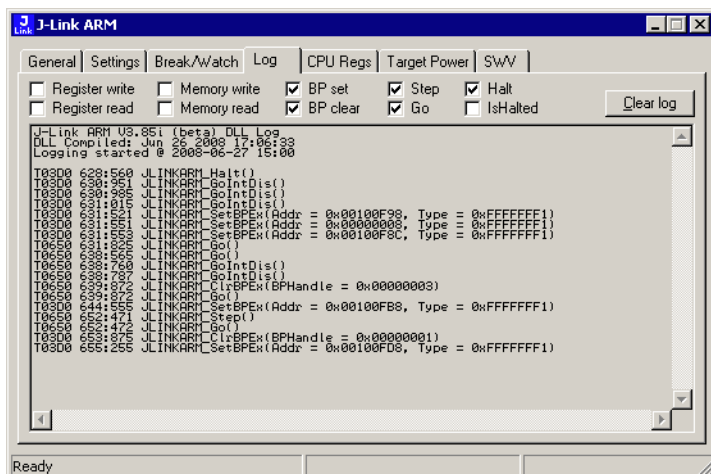 J-Link ARM
General Settings Break/Watch Log CPU Regs Target Power SWV
Register write Memory write BP set Step Halt
Register read Memory read BP clear Go IsHalted
Clear log
J-Link ARM V3.85i (beta) DLL Log
DLL Compiled: Jun 26 2008 17:06:33
Logging started @ 2008-06-27 15:00
T03D0 628:560 JLINKARM_Halt()
T03D0 630:951 JLINKARM_GoIntDis()
T03D0 630:985 JLINKARM_GoIntDis()
T03D0 631:015 JLINKARM_GoIntDis()
T03D0 631:521 JLINKARM_SetBPEx(Addr = 0x00100F98, Type = 0xFFFFFFF1)
T03D0 631:551 JLINKARM_SetBPEx(Addr = 0x00000008, Type = 0xFFFFFFF1)
T03D0 631:553 JLINKARM_SetBPEx(Addr = 0x00100F8C, Type = 0xFFFFFFF1)
T0650 631:825 JLINKARM_Go()
T0650 638:565 JLINKARM_Go()
T0650 638:760 JLINKARM_GoIntDis()
T0650 638:787 JLINKARM_GoIntDis()
T0650 639:872 JLINKARM_ClrBPEx(BPHandle = 0x00000003)
T0650 639:872 JLINKARM_Go()
T03D0 644:555 JLINKARM_SetBPEx(Addr = 0x00100FB8, Type = 0xFFFFFFF1)
T0650 652:471 JLINKARM_Step()
T0650 652:472 JLINKARM_Go()
T03D0 653:875 JLINKARM_ClrBPEx(BPHandle = 0x00000001)
T03D0 655:255 JLINKARM_SetBPEx(Addr = 0x00100FD8, Type = 0xFFFFFFF1)
Ready